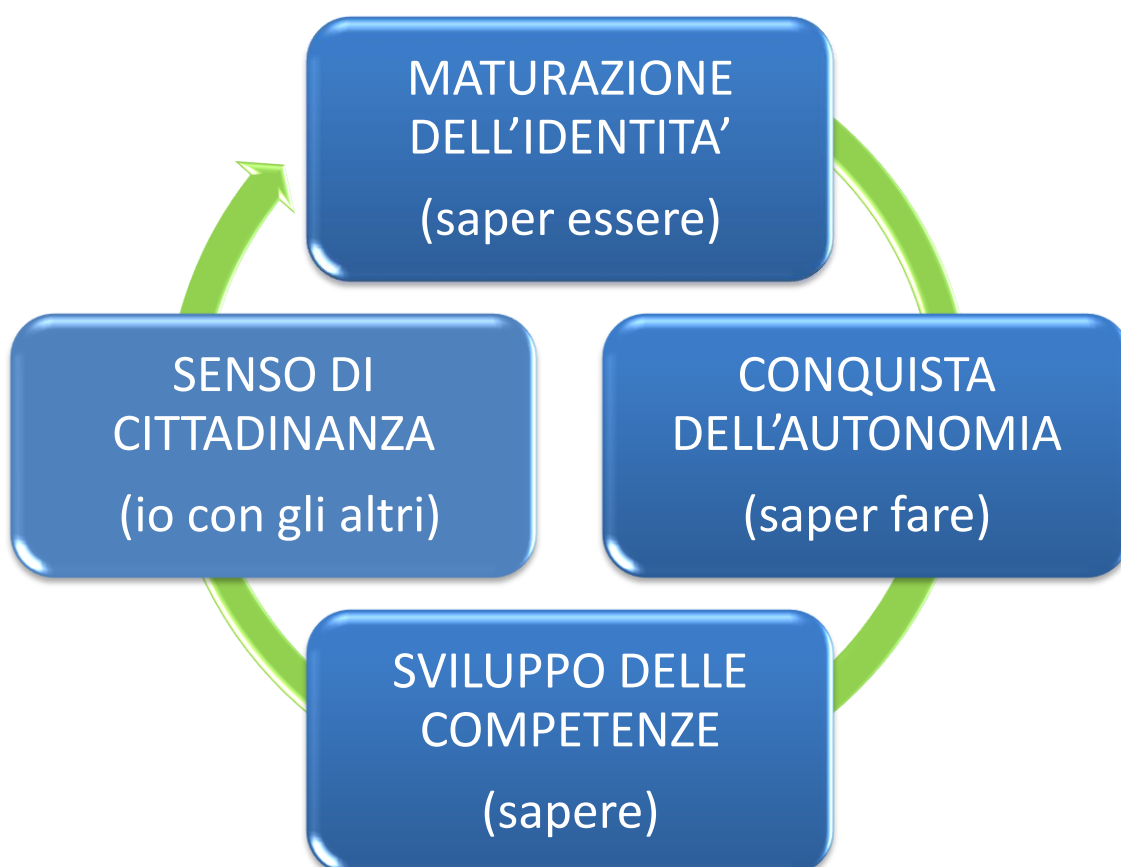 MATURAZIONE
DELL’IDENTITA’
(saper essere)
SENSO DI
CITTADINANZA
(io con gli altri)
CONQUISTA
DELL’AUTONOMIA
(saper fare)
SVILUPPO DELLE
COMPETENZE
(sapere)